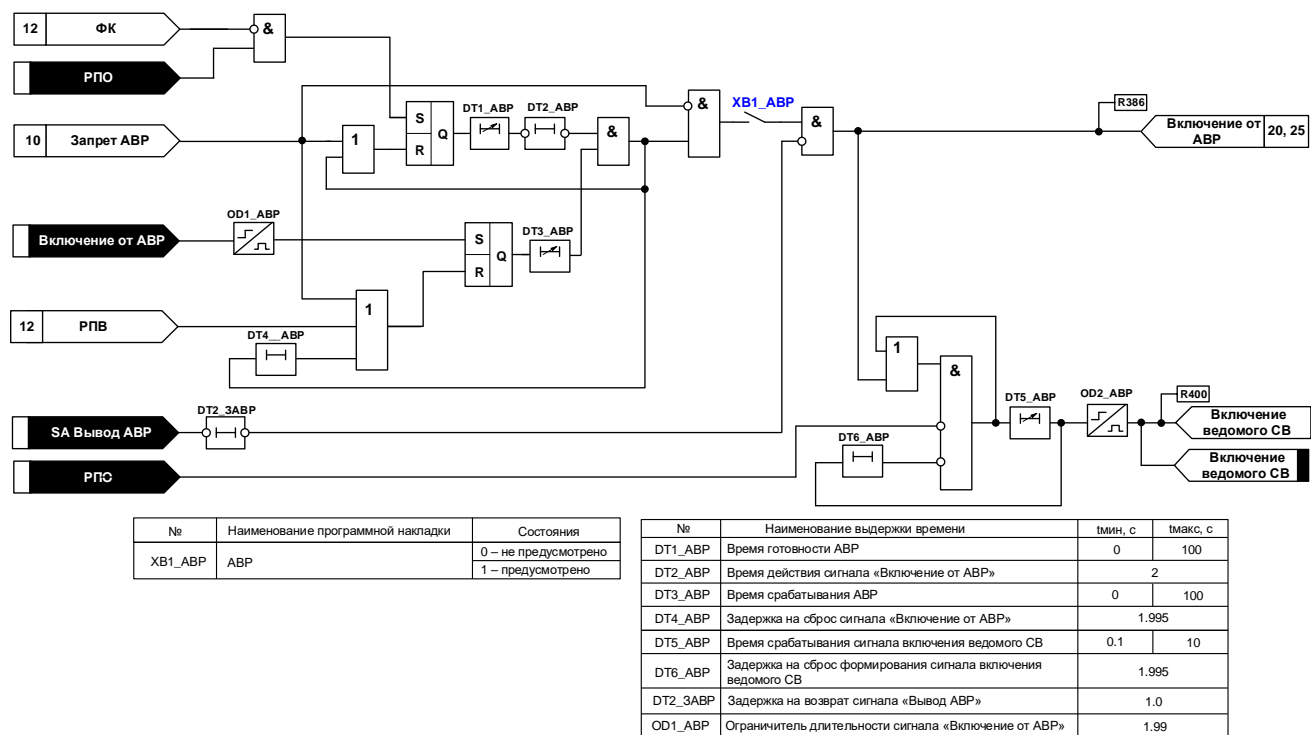 12 ФК
&
РПО
10 Запрет АВР
1
S
R
Q
DT1_АВР
DT2_АВР
&
&
XB1_АВР
&
R386
Включение от АВР 20, 25
Включение от АВР
OD1_АВР
S
R
Q
DT3_АВР
12 РПВ
1
DT4__АВР
SA Вывод АВР
DT2_ЗАВР
РПО
1
&
DT6_АВР
DT5_АВР
OD2_АВР
R400
Включение
ведомого СВ
Включение
ведомого СВ
№ Наименование программной накладки Состояния
XB1_АВР АВР 0 – не предусмотрено
1 – предусмотрено
№ Наименование выдержки времени tмин, с tмакс, с
DT1_АВР Время готовности АВР 0 100
DT2_АВР Время действия сигнала «Включение от АВР» 2
DT3_АВР Время срабатывания АВР 0 100
DT4_АВР Задержка на сброс сигнала «Включение от АВР» 1.995
DT5_АВР Время срабатывания сигнала включения ведомого СВ 0.1 10
DT6_АВР Задержка на сброс формирования сигнала включения
ведомого СВ 1.995
DT2_ЗАВР Задержка на возврат сигнала «Вывод АВР» 1.0
OD1_АВР Ограничитель длительности сигнала «Включение от АВР» 1.99